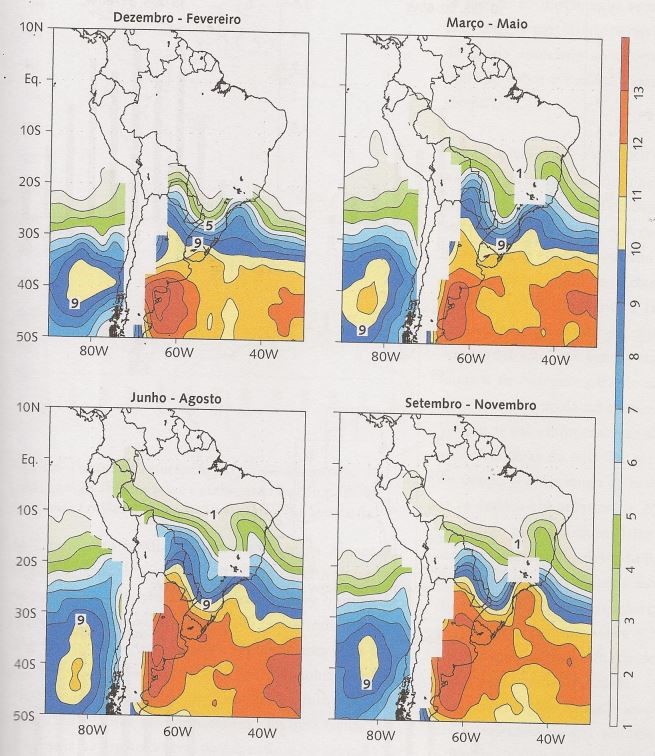 Dezembro - Fevereiro
Março - Maio
10N
Eq.
10S
20S
30S
40S
50S
5
9
9
1
9
9
80W 60W 40W
80W 60W 40W
13
12
11
10
9
8
7
6
5
4
3
2
1
Junho - Agosto
Setembro - Novembro
10N
Eq.
10S
20S
30S
40S
50S
1
9
9
1
9
80W 60W 40W
80W 60W 40W